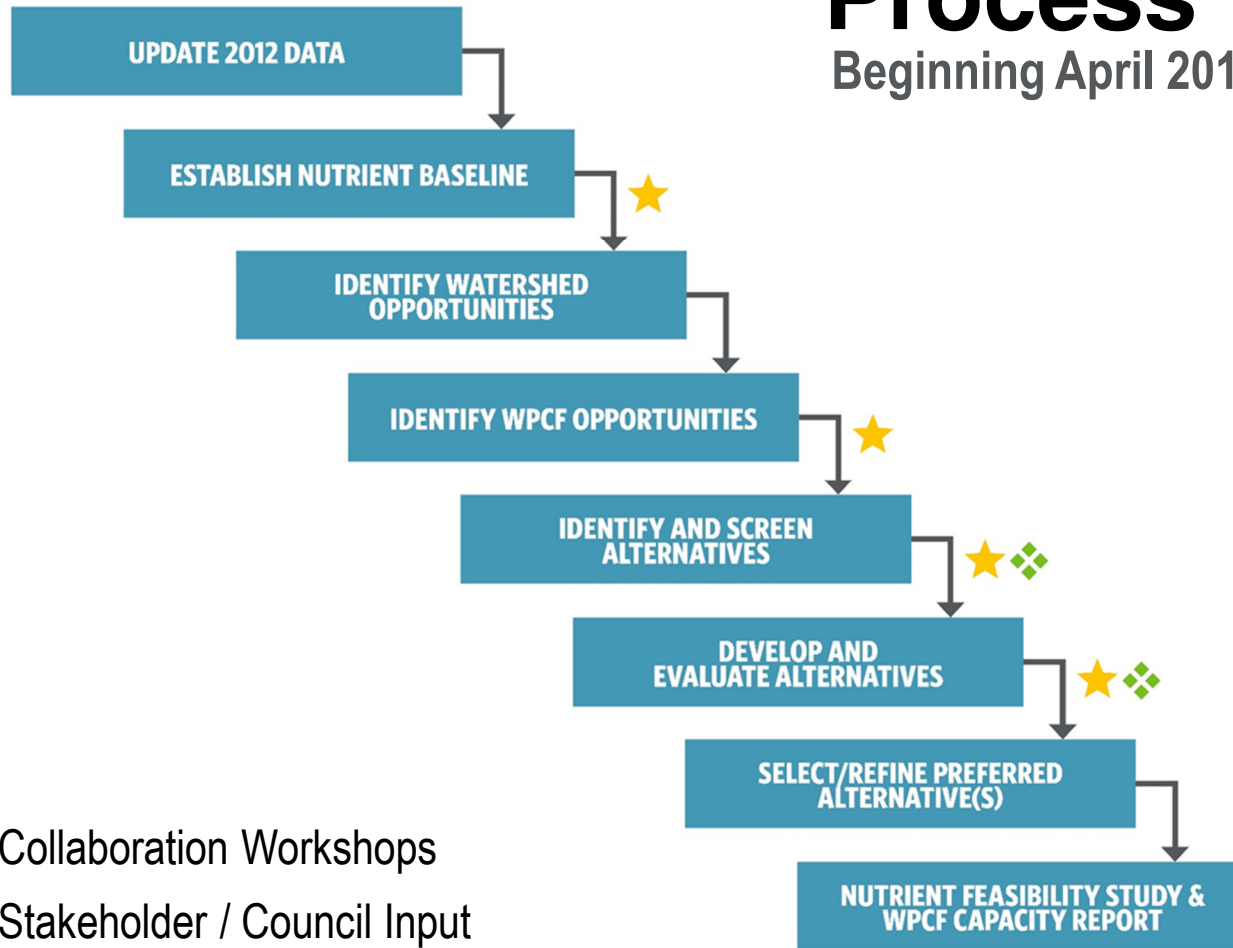 Process
Beginning April 201
UPDATE 2012 DATA
ESTABLISH NUTRIENT BASELINE
IDENTIFY WATERSHED
OPPORTUNITIES
IDENTIFY WPCF OPPORTUNITIES
IDENTIFY AND SCREEN
ALTERNATIVES
DEVELOP AND
EVALUATE ALTERNATIVES
SELECT/REFINE PREFERRED
ALTERNATIVE(S)
NUTRIENT FEASIBILITY STUDY &
WPCF CAPACITY REPORT
Collaboration Workshops
Stakeholder / Council Input